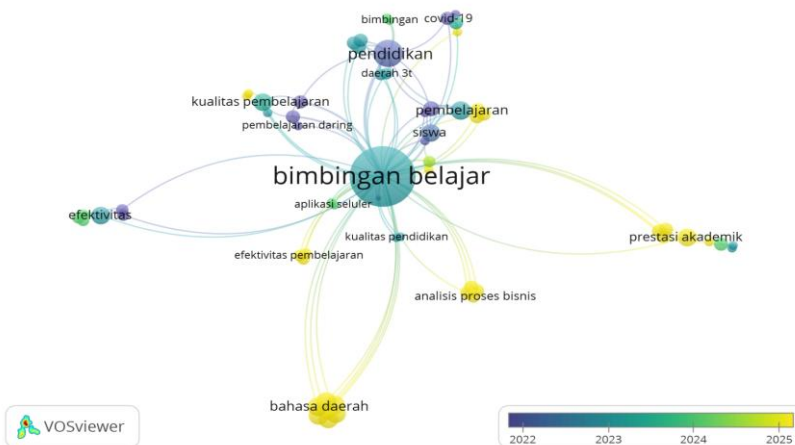 bimbingan
covid-19
pendidikan
daerah 3t
kualitas pembelajaran
pembelajaran
pembelajaran daring
siswa
bimbingan belajar
aplikasi seluler
efektivitas
kualitas pendidikan
prestasi akademik
efektivitas pembelajaran
analisis proses bisnis
bahasa daerah
VOSviewer
2022
2023
2024
2025